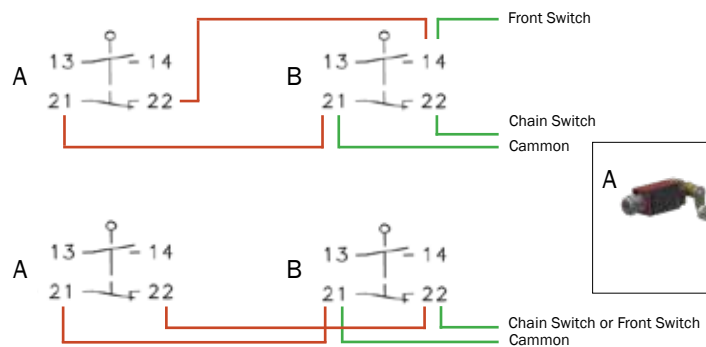 Front Switch
13 14 13 14
A B
21 22 21 22
Chain Switch
Cammon
A
13 14 13 14
A B
21 22 21 22
Chain Switch or Front Switch
Cammon